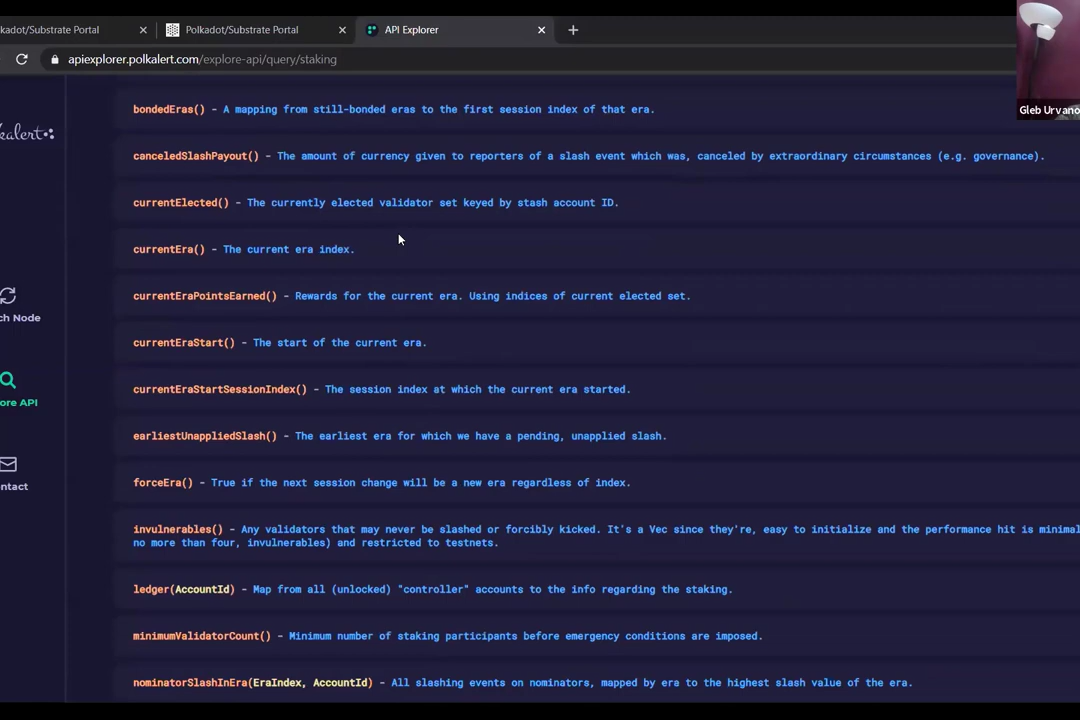 kadot/Substrate Portal
Polkadot/Substrate Portal
API Explorer
apiexplorer.polkalert.com/explore-api/query/staking
Gleb Urvano
kalert
bondedEras() - A mapping from still-bonded eras to the first session index of that era.
canceledSlashPayout() - The amount of currency given to reporters of a slash event which was, canceled by extraordinary circumstances (e.g. governance).
currentElected() - The currently elected validator set keyed by stash account ID.
currentEra() - The current era index.
currentEraPointsEarned() - Rewards for the current era. Using indices of current elected set.
ch Node
currentEraStart() - The start of the current era.
currentEraStartSessionIndex() - The session index at which the current era started.
ore API
earliestUnappliedSlash() - The earliest era for which we have a pending, unapplied slash.
forceEra() - True if the next session change will be a new era regardless of index.
ntact
invulnerables() - Any validators that may never be slashed or forcibly kicked. It's a Vec since they're, easy to initialize and the performance hit is minimal
no more than four, invulnerables) and restricted to testnets.
ledger(AccountId) - Map from all (unlocked) "controller" accounts to the info regarding the staking.
minimumValidatorCount() - Minimum number of staking participants before emergency conditions are imposed.
nominatorSlashInEra(EraIndex, AccountId) - All slashing events on nominators, mapped by era to the highest slash value of the era.